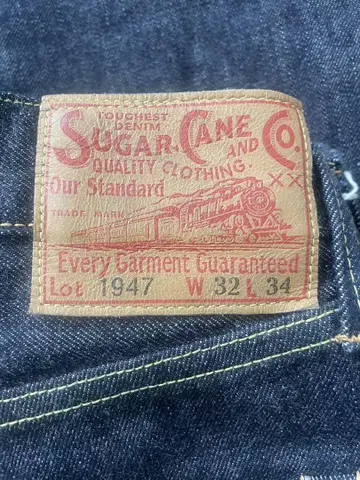 TOUGHEST
DENIM
SUGAR CANE AND CO.
QUALITY CLOTHING
Our Standard XX
TRADE MARK
Every Garment Guaranteed
Lot 1947 W 32 L 34